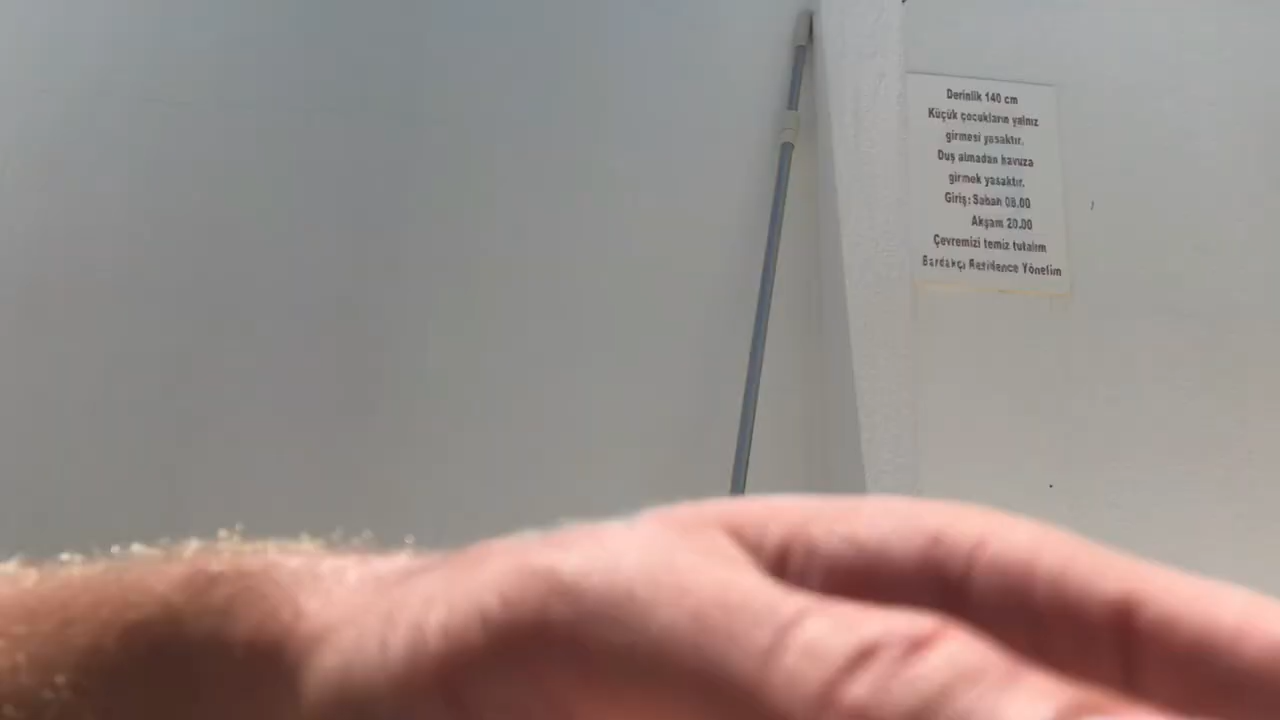 Derinlik 140 cm
Küçük çocukların yalnız
girmesi yasaktır.
Duş almadan havuza
girmek yasaktır.
Giriş: Sabah 08.00
Akşam 20.00
Çevremizi temiz tutalım
Bardakçı Residence Yönetim